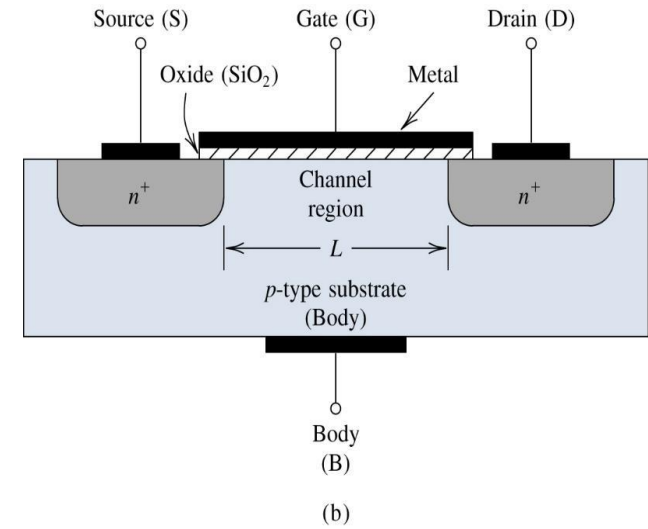 Source (S)
Gate (G)
Drain (D)
Oxide (SiO₂)
Metal
n⁺
Channel
region
n⁺
L
p-type substrate
(Body)
Body
(B)
(b)